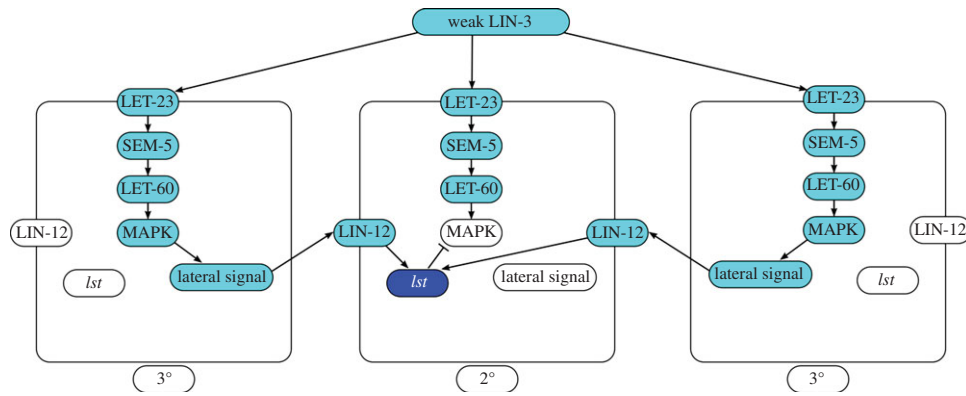 weak LIN-3
LET-23
SEM-5
LET-60
MAPK
LIN-12
lateral signal
lst
3°
LET-23
SEM-5
LET-60
MAPK
LIN-12
LIN-12
lst
lateral signal
2°
LET-23
SEM-5
LET-60
MAPK
LIN-12
lateral signal
lst
3°